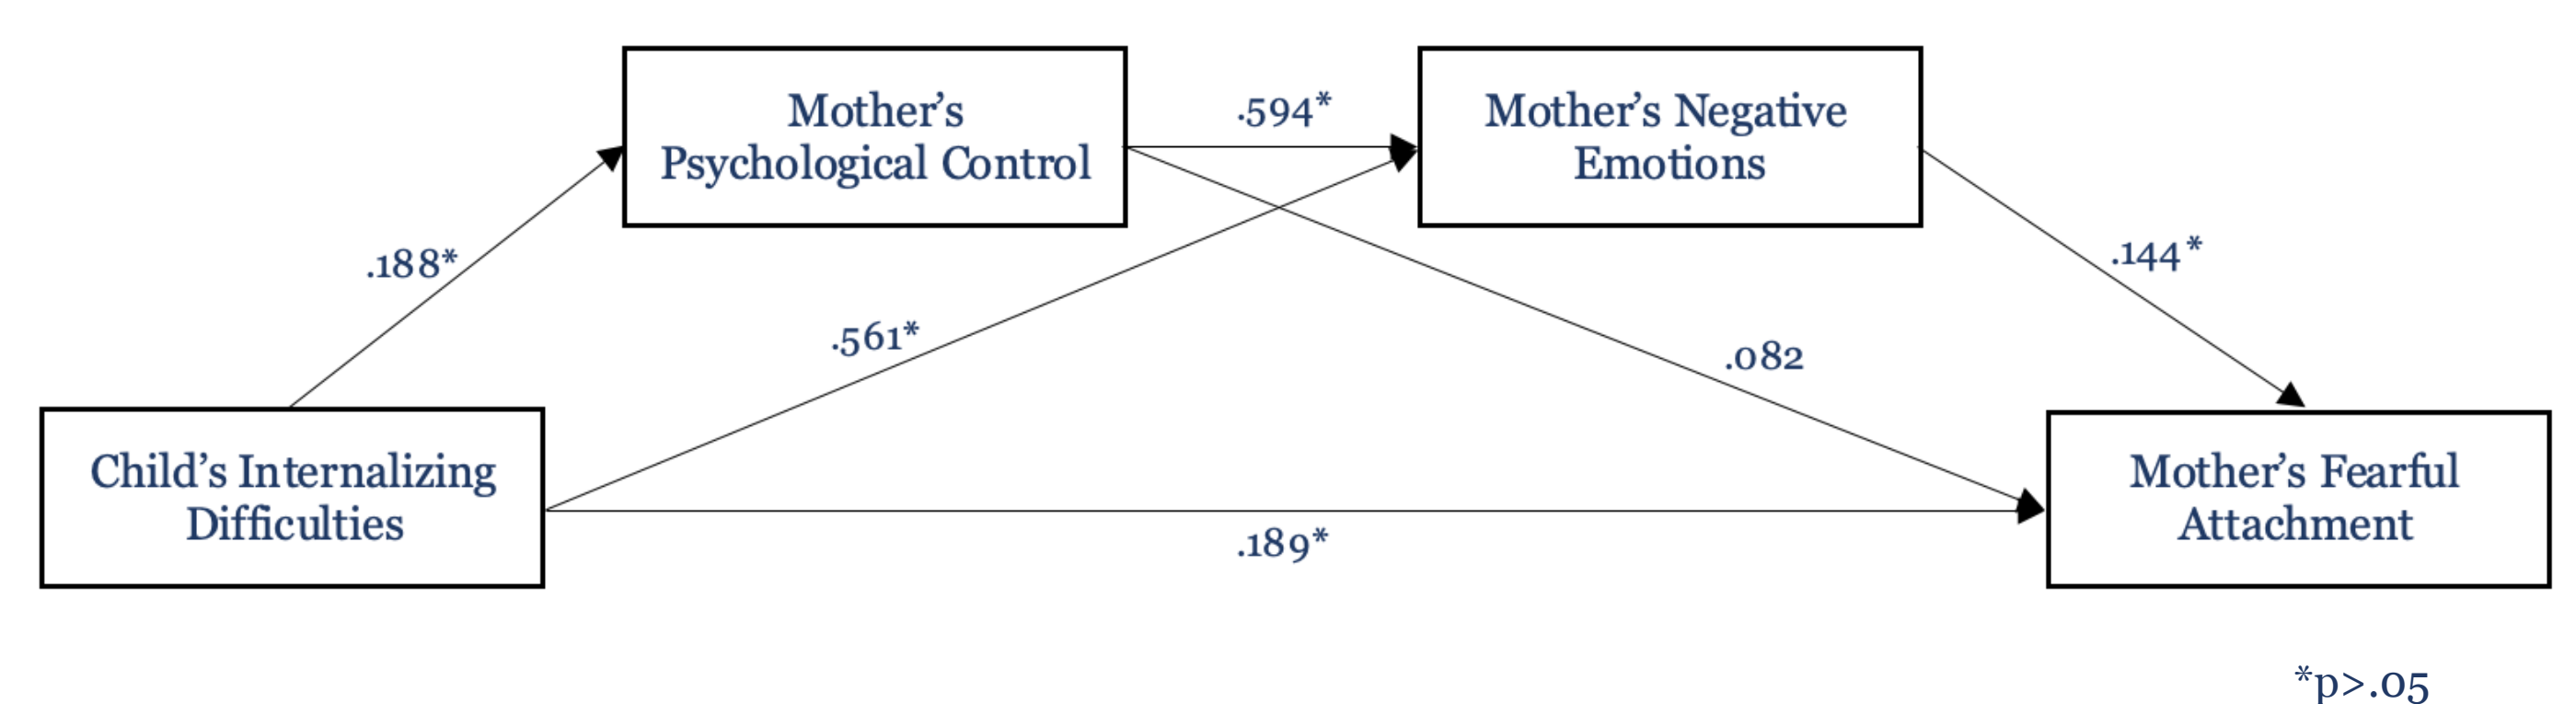 Mother’s
Psychological Control
.594*
Mother’s Negative
Emotions
.188*
.144*
.561*
.082
Child’s Internalizing
Difficulties
.189*
Mother’s Fearful
Attachment
*p>.05